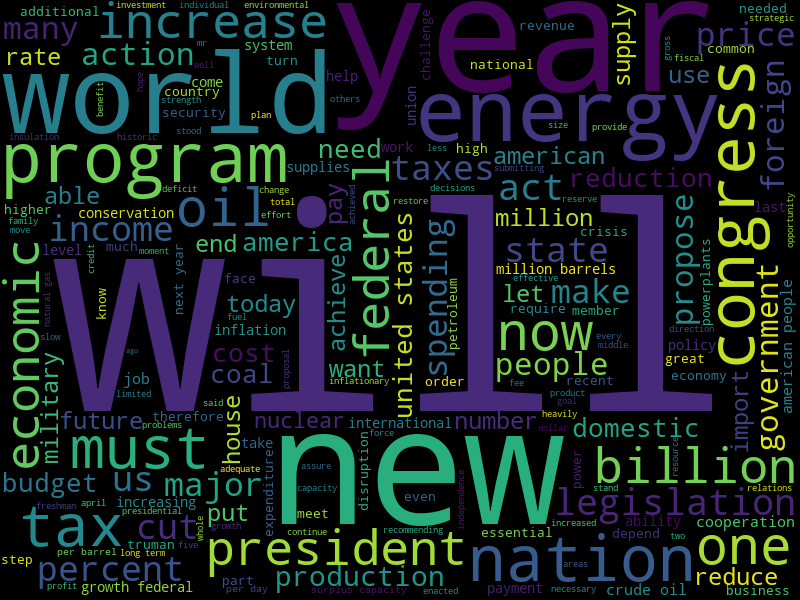 additional
investment
individual
environmental
year
many
increase
mr
system
revenue
supply
needed
strategic
price
rate
action
turn
challenge
national
gross
common
fiscal
world
come
help
well
hope
country
benefit
strength
others
security
plan
union
energy
use
foreign
congress
insulation
historic
stood
size
provide
program
need
work
less
high
american
decisions
submitting
taxes
supplies
able
deficit
pay
achieved
change
restore
reduction
oil
total
effort
act
reserve
last
opportunity
higher
conservation
family
move
income
federal
million
propose
crisis
level
much
end
america
state
economic
credit
moment
next year
face
achieve
united states
spending
petroleum
million barrels
effective
powerplants
natural gas
know
today
let
make
require
member
direction
will
fuel
inflation
now
every
middle
policy
great
slow
ago
cost
want
people
recent
economy
government
american people
military
job
limited
coal
proposal
inflationary
order
fee
product
goal
import
future
therefore
said
house
nuclear
international
number
heavily
dollar
domestic
problems
must
take
new
force
disruption
billion
power
resource
adequate
expenditure
assure
capacity
even
independence
stand
relations
budget
us
major
meet
legislation
increased
freshman
april
increasing
put
essential
ability
cooperation
tax
presidential
truman
five
cut
whole
growth
continue
recommending
depend
two
one
president
nation
step
per barrel
long term
percent
part
production
areas
reduce
profit
growth federal
per day
surplus capacity
enacted
payment
necessary
crude oil
business